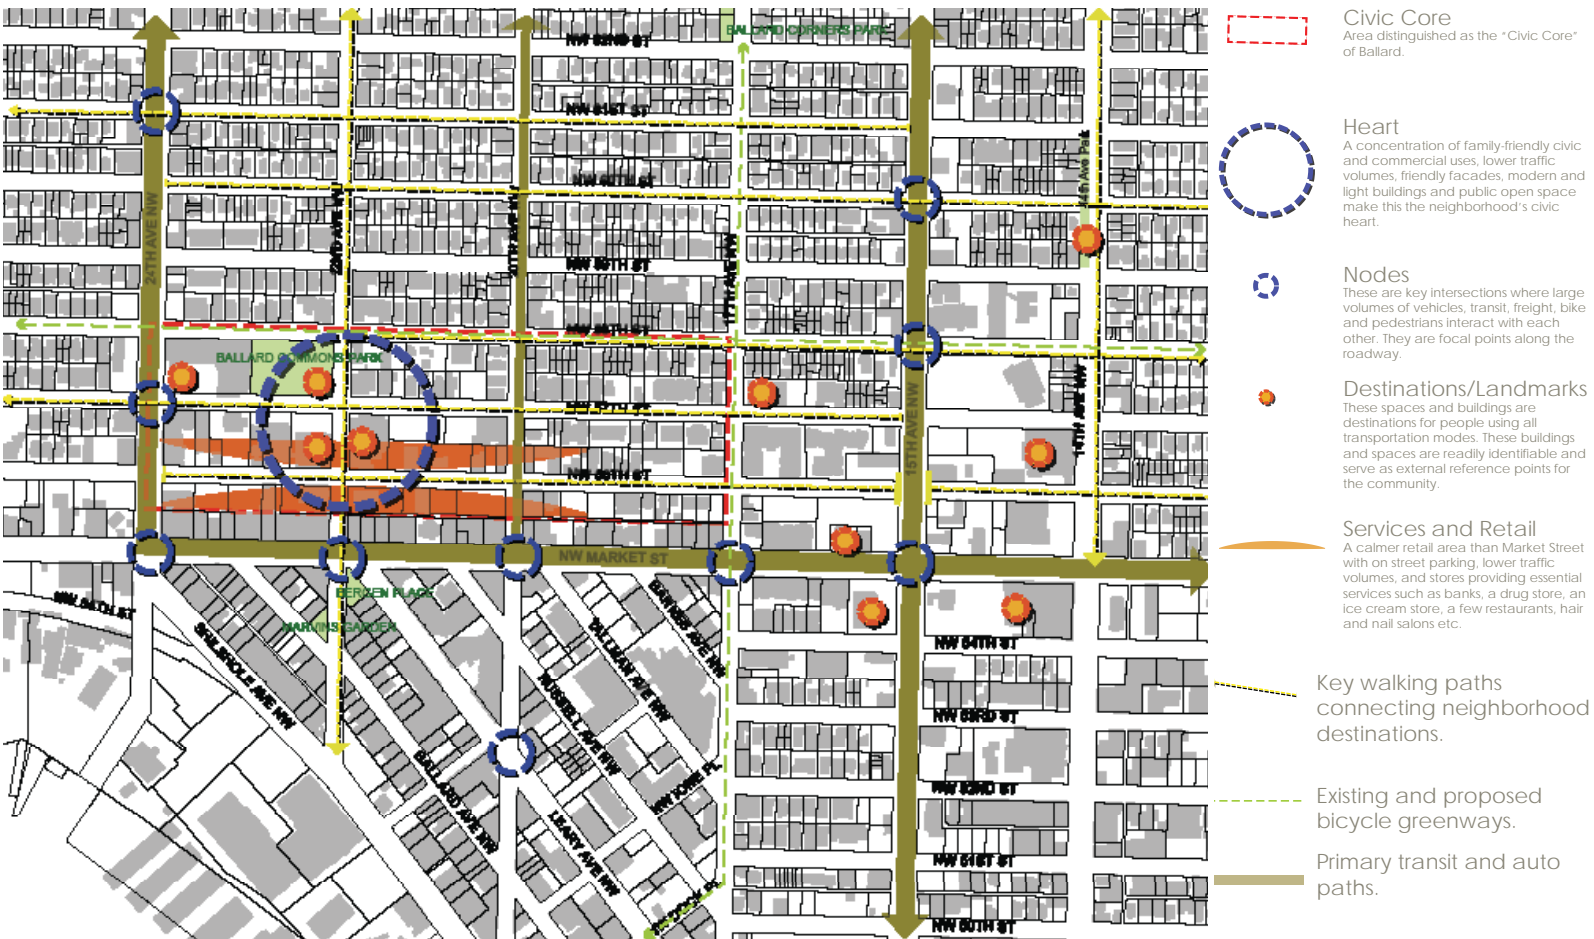 BALLARD CORNERS PARK
NW 62ND ST
NW 61ST ST
NW 60TH ST
14th Ave Park
24TH AVE NW
NW 59TH ST
17TH AVE NW
NW 58TH ST
BALLARD COMMONS PARK
NW 57TH ST
15TH AVE NW
14TH AVE NW
NW 56TH ST
NW MARKET ST
BERGEN PLACE
MARVINS GARDEN
NW 54TH ST
SHILSHOLE AVE NW
BALLARD AVE NW
LEARY AVE NW
RUSSELL AVE NW
TALLMAN AVE NW
BARNES AVE NW
NW IONE PL
NW DOCK PL
NW 54TH ST
NW 53RD ST
NW 52ND ST
NW 51ST ST
NW 50TH ST
Civic Core
Area distinguished as the "Civic Core"
of Ballard.
Heart
A concentration of family-friendly civic
and commercial uses, lower traffic
volumes, friendly facades, modern and
light buildings and public open space
make this the neighborhood's civic
heart.
Nodes
These are key intersections where large
volumes of vehicles, transit, freight, bike
and pedestrians interact with each
other. They are focal points along the
roadway.
Destinations/Landmarks
These spaces and buildings are
destinations for people using all
transportation modes. These buildings
and spaces are readily identifiable and
serve as external reference points for
the community.
Services and Retail
A calmer retail area than Market Street
with on street parking, lower traffic
volumes, and stores providing essential
services such as banks, a drug store, an
ice cream store, a few restaurants, hair
and nail salons etc.
Key walking paths
connecting neighborhood
destinations.
Existing and proposed
bicycle greenways.
Primary transit and auto
paths.